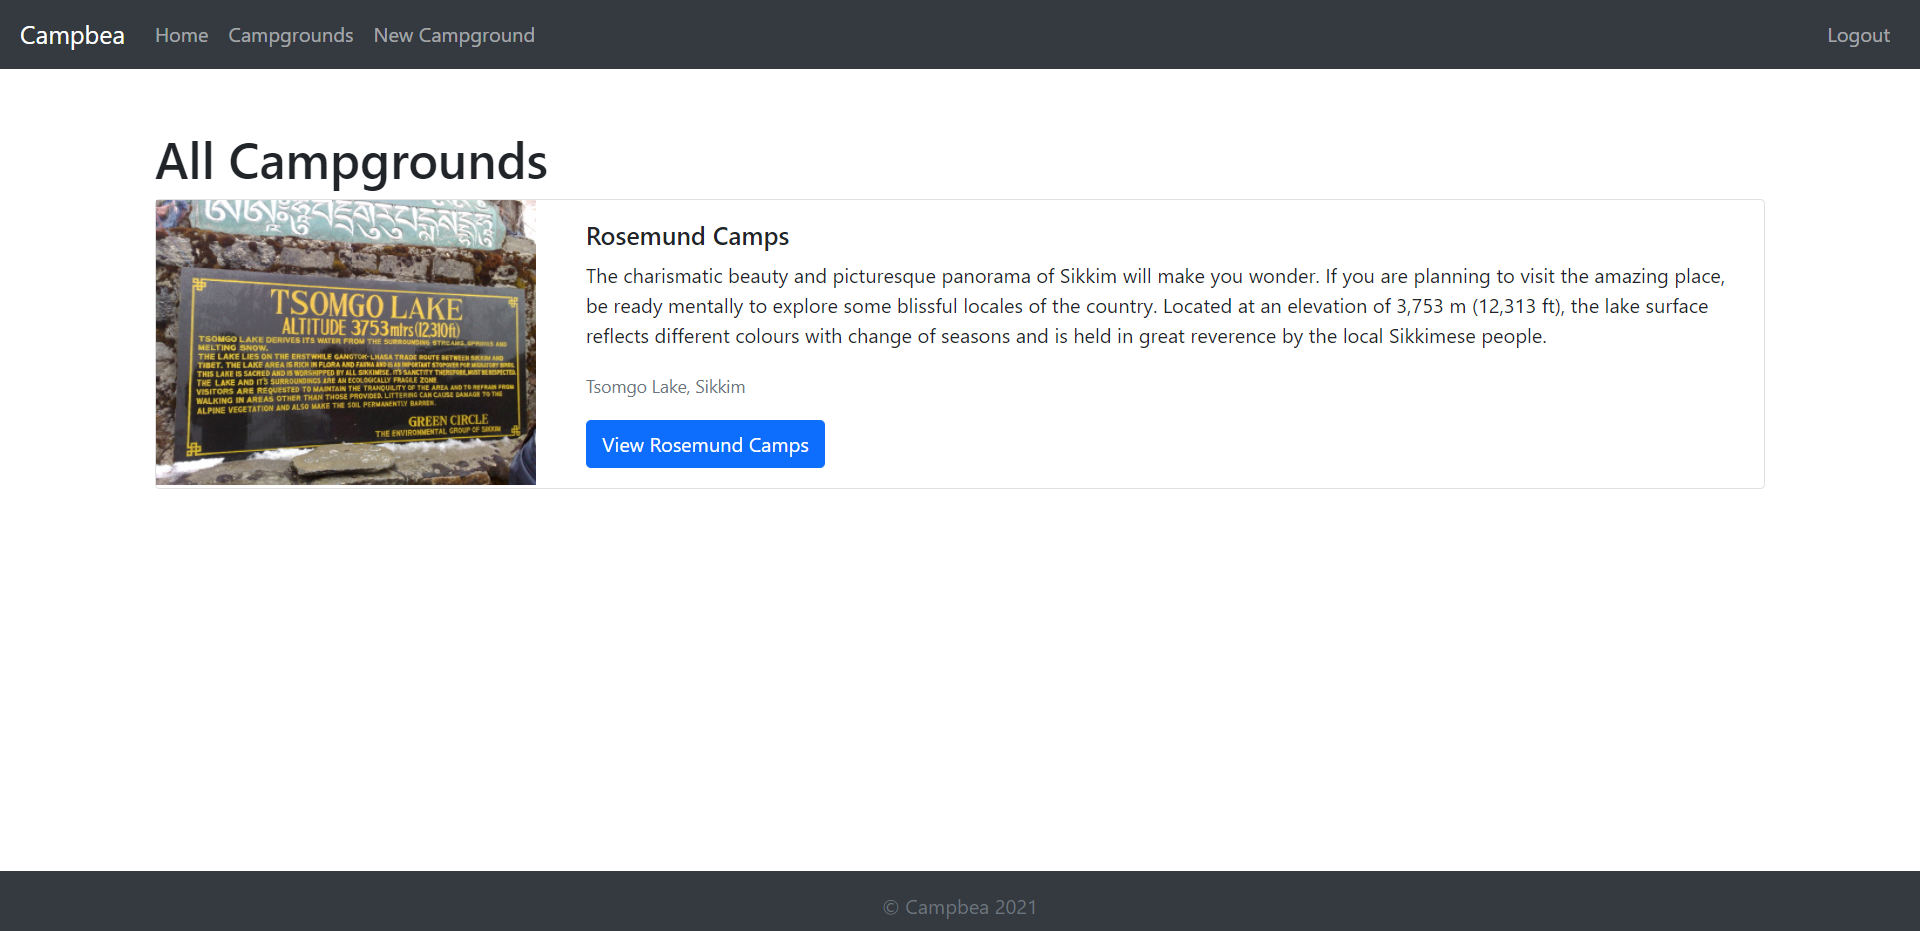 Campbea Home Campgrounds New Campground Logout
All Campgrounds
TSOMGO LAKE
ALTITUDE 3753 mtrs (12310ft)
TSOMGO LAKE DERIVES ITS WATER FROM THE SURROUNDING STREAMS, SPRINGS AND
MELTING SNOW.
THE LAKE LIES ON THE ERSTWHILE GANGTOK-LHASA TRADE ROUTE BETWEEN SIKKIM AND
TIBET. THE LAKE AREA IS RICH IN FLORA AND FAUNA AND IS AN IMPORTANT STOPOVER FOR MIGRATORY BIRDS.
THIS LAKE IS SACRED AND IS WORSHIPPED BY ALL SIKKIMESE. ITS SANCTITY THEREFORE, MUST BE RESPECTED.
THE LAKE AND ITS SURROUNDINGS ARE AN ECOLOGICALLY FRAGILE ZONE.
VISITORS ARE REQUESTED TO MAINTAIN THE TRANQUILITY OF THE AREA AND TO REFRAIN FROM
WALKING IN AREAS OTHER THAN THOSE PROVIDED. LITTERING CAN CAUSE DAMAGE TO THE
ALPINE VEGETATION AND ALSO MAKE THE SOIL PERMANENTLY BARREN.
GREEN CIRCLE
THE ENVIRONMENTAL GROUP OF SIKKIM
Rosemund Camps
The charismatic beauty and picturesque panorama of Sikkim will make you wonder. If you are planning to visit the amazing place,
be ready mentally to explore some blissful locales of the country. Located at an elevation of 3,753 m (12,313 ft), the lake surface
reflects different colours with change of seasons and is held in great reverence by the local Sikkimese people.
Tsomgo Lake, Sikkim
View Rosemund Camps
© Campbea 2021